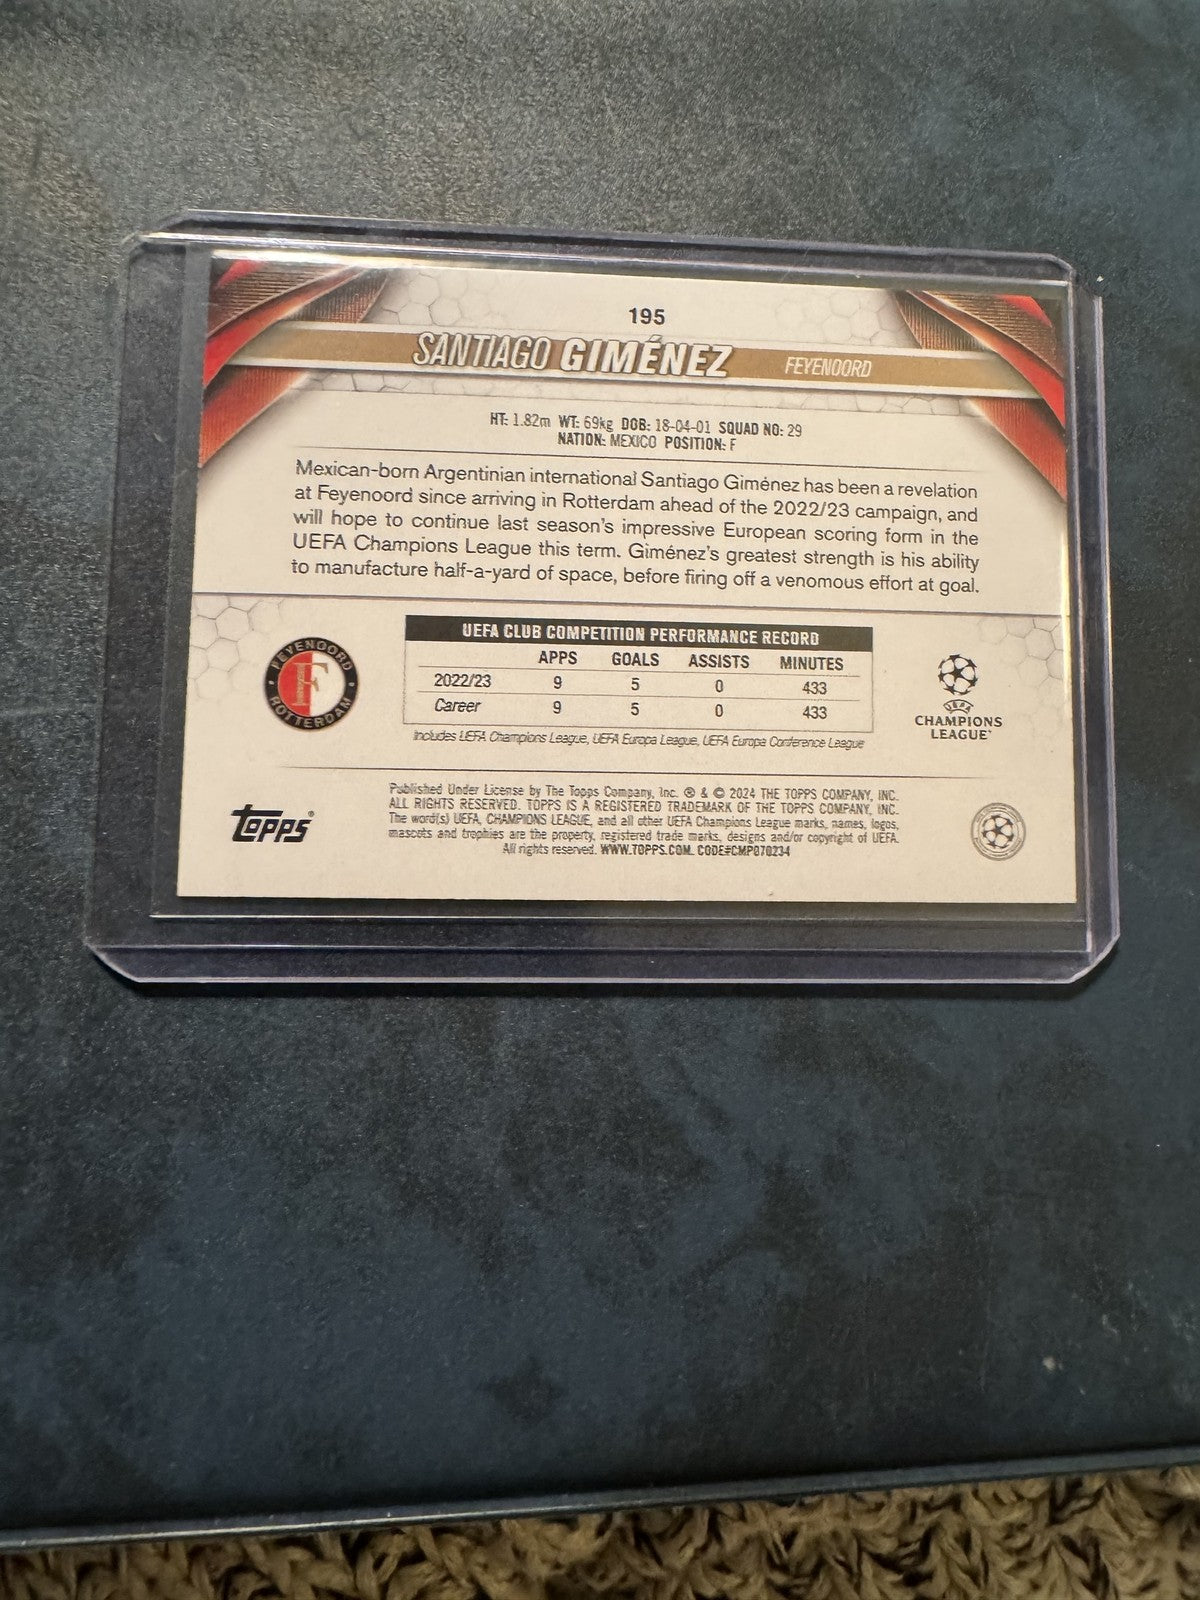 195
SANTIAGO GIMÉNEZ FEYENOORD
HT: 1.82m WT: 69kg DOB: 18-04-01 SQUAD NO: 29
NATION: MEXICO POSITION: F
Mexican-born Argentinian international Santiago Giménez has been a revelation
at Feyenoord since arriving in Rotterdam ahead of the 2022/23 campaign, and
will hope to continue last season's impressive European scoring form in the
UEFA Champions League this term. Giménez's greatest strength is his ability
to manufacture half-a-yard of space, before firing off a venomous effort at goal.
FEYENOORD
F
ROTTERDAM
UEFA CLUB COMPETITION PERFORMANCE RECORD
APPS GOALS ASSISTS MINUTES
2022/23 9 5 0 433
Career 9 5 0 433
Includes UEFA Champions League, UEFA Europa League, UEFA Europa Conference League
UEFA
CHAMPIONS
LEAGUE
Topps
Published Under License by The Topps Company, Inc. ® & © 2024 THE TOPPS COMPANY, INC.
ALL RIGHTS RESERVED. TOPPS IS A REGISTERED TRADEMARK OF THE TOPPS COMPANY, INC.
The word(s) UEFA, CHAMPIONS LEAGUE, and all other UEFA Champions League marks, names, logos,
mascots and trophies are the property, registered trade marks, designs and/or copyright of UEFA.
All rights reserved. WWW.TOPPS.COM. CODE#CMP070234